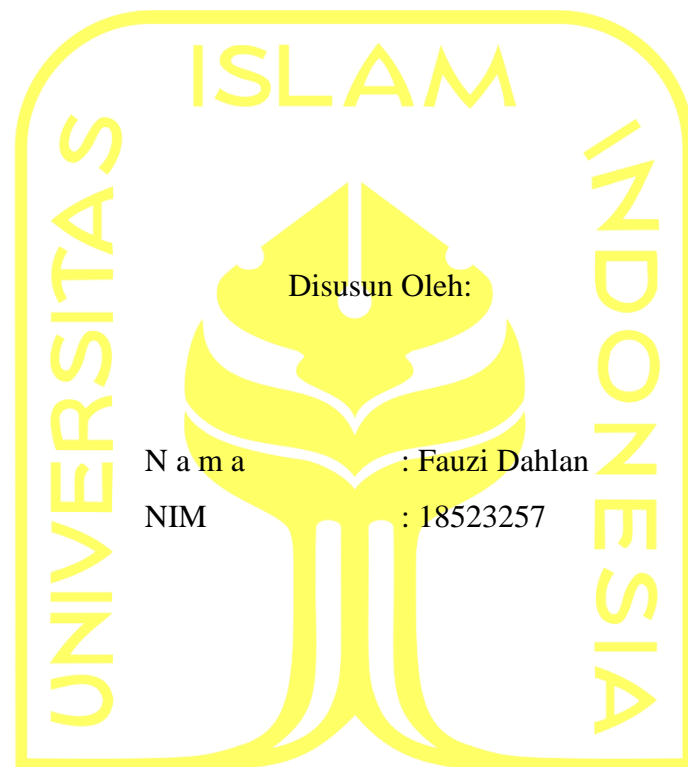 UNIVERSITAS
ISLAM
INDONESIA
Disusun Oleh:
N a m a : Fauzi Dahlan
NIM : 18523257